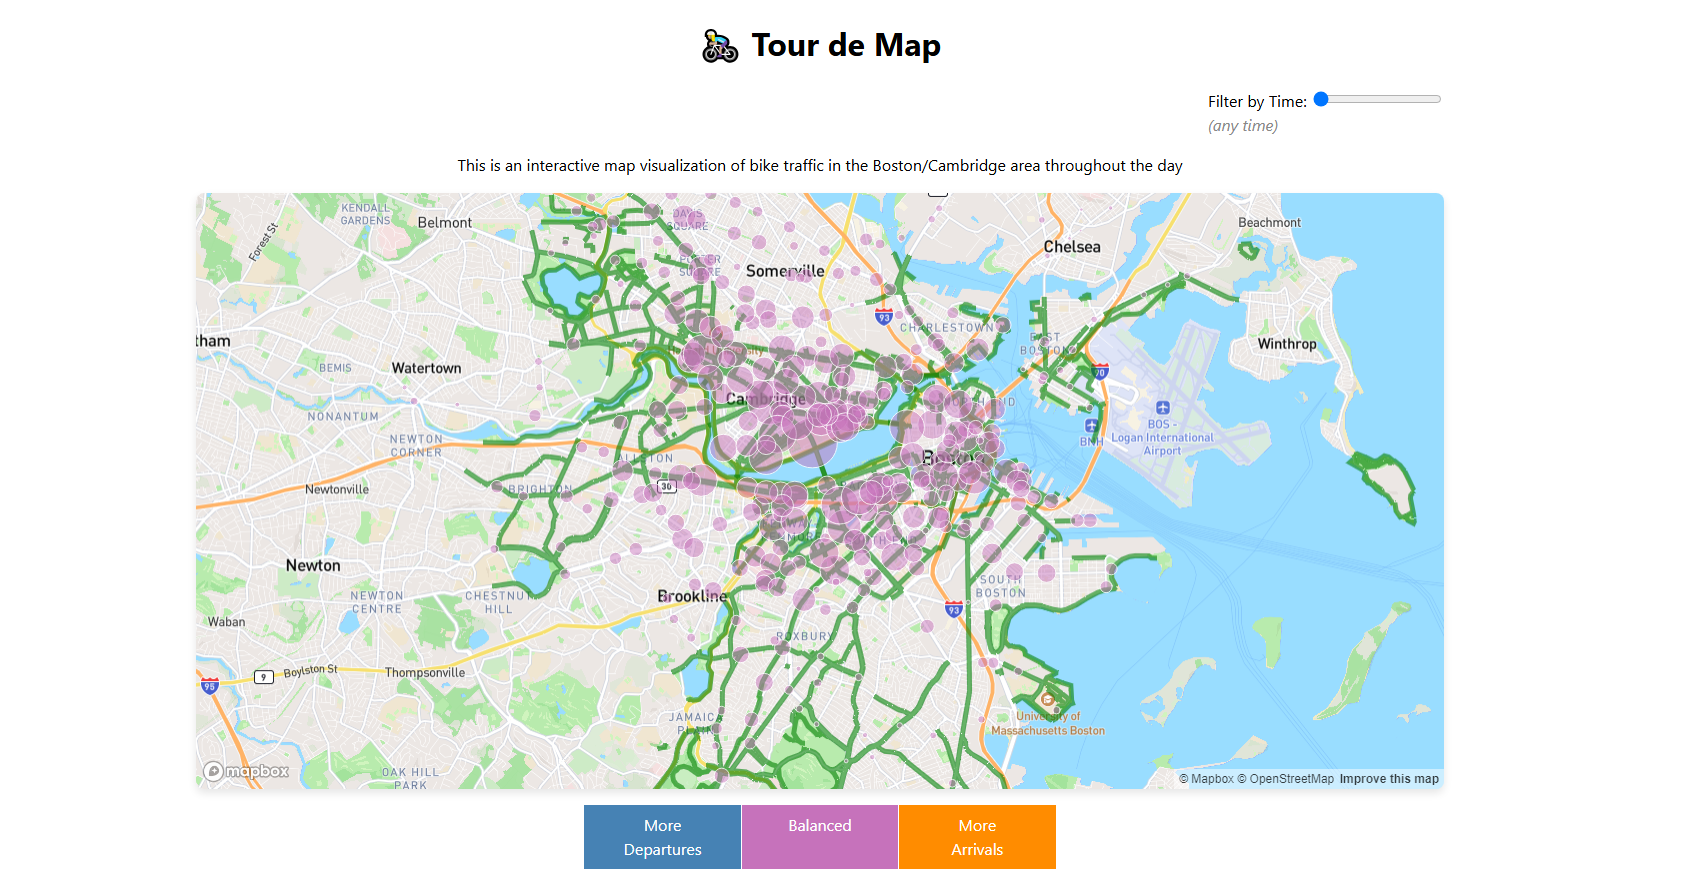 Tour de Map
Filter by Time:
(any time)
This is an interactive map visualization of bike traffic in the Boston/Cambridge area throughout the day
KENDALL
GARDENS
Belmont
Forest St
DAVIS
SQUARE
Beachmont
Chelsea
Somerville
93
CHARLESTOWN
EAST
BOSTON
tham
Winthrop
Watertown
BEMIS
90
Cambridge
NORTH END
NONANTUM
NEWTON
CORNER
BOS -
Logan International
Airport
BNH
ALLSTON
Boston
Newtonville
BRIGHTON
30
SOUTH END
Newton
SOUTH
BOSTON
NEWTON
CENTRE
CHESTNUT
HILL
Brookline
93
Waban
ROXBURY
9
Boylston St
Thompsonville
95
JAMAICA
PLAIN
University of
Massachusetts Boston
OAK HILL
PARK
mapbox
© Mapbox © OpenStreetMap Improve this map
More
Departures
Balanced
More
Arrivals